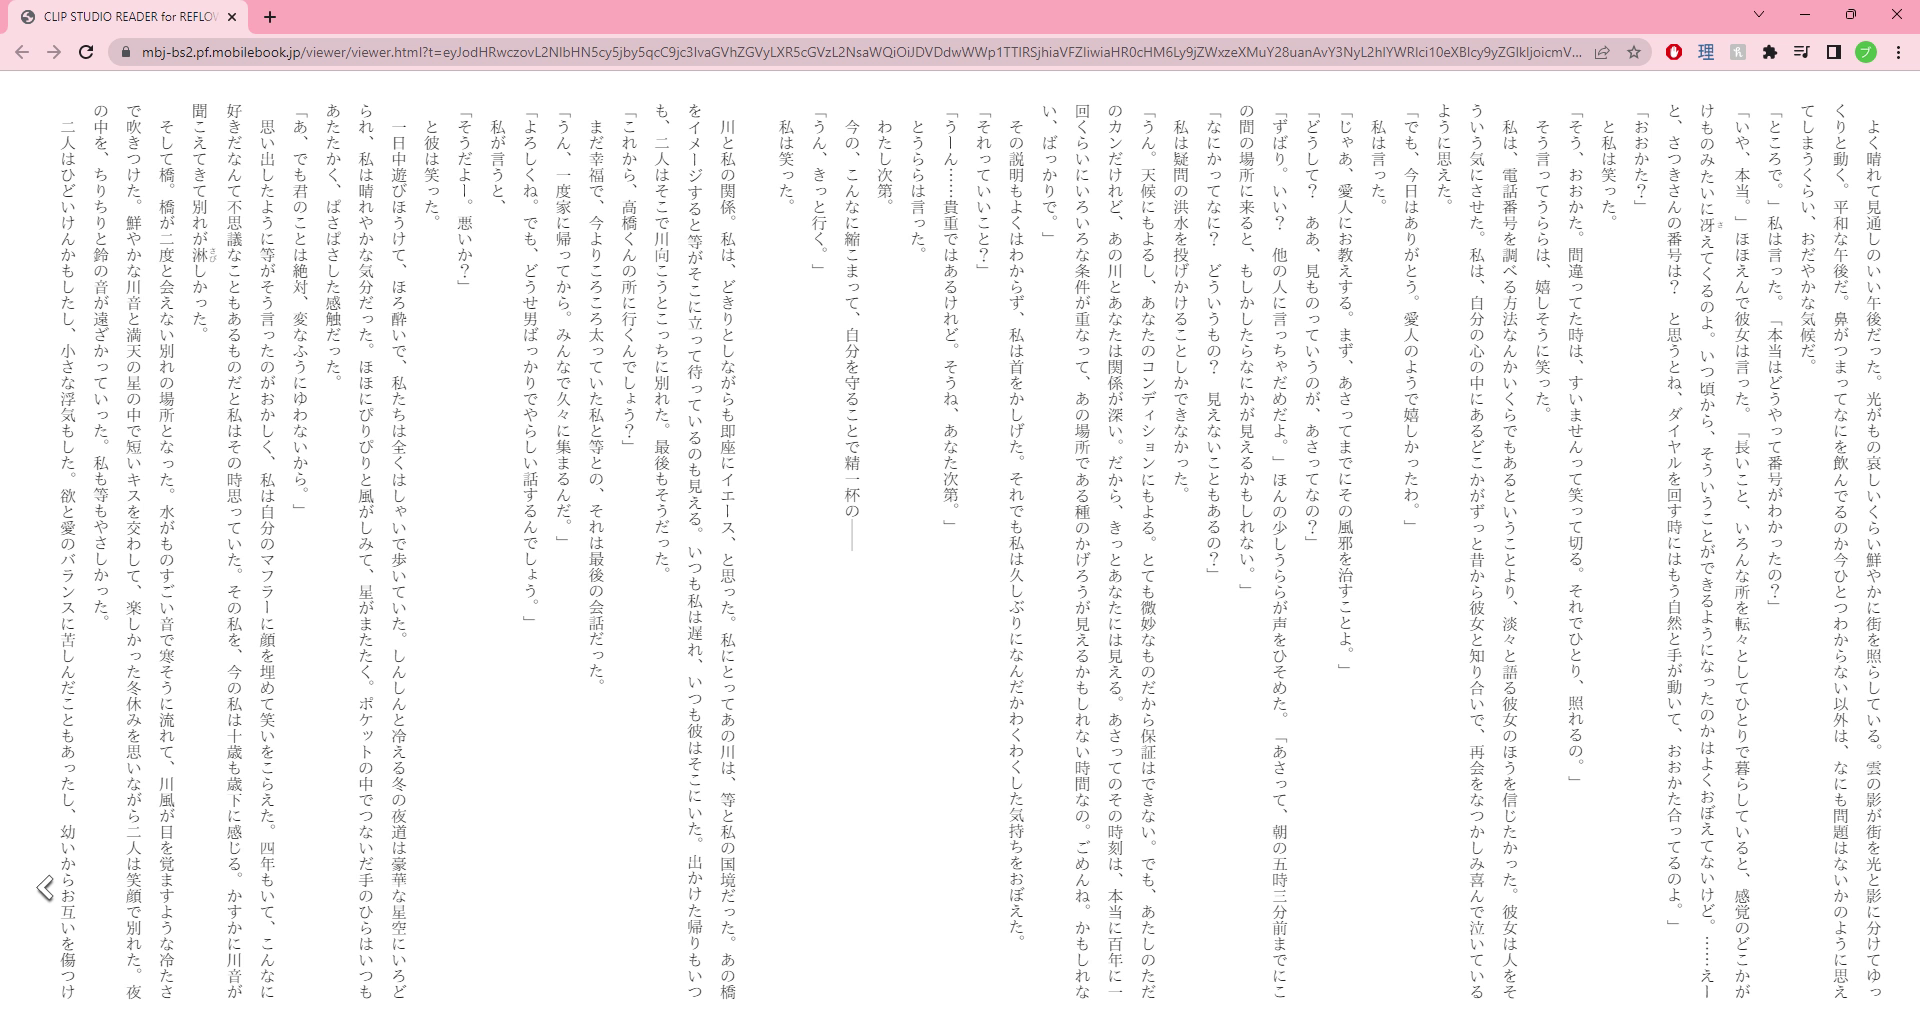 CLIP STUDIO READER for REFLOW
mbj-bs2.pf.mobilebook.jp/viewer/viewer.html?t=eyJodHRwczovL2NlbHN5cy5jby5qcC9jc3IvaGVhZGVyLXR5cGVzL2NsaWQiOiJDVDdwWWp1TTlRSjhiaVFZIiwiaHR0cHM6Ly9jZWxzeXMuY28uanAvY3NyL2hlYWRlci10eXBlcy9yZGlkIjoicmV...
理
プ
よく晴れて見通しのいい午後だった。光がもの哀しいくらい鮮やかに街を照らしている。雲の影が街を光と影に分けてゆっ
くりと動く。平和な午後だ。鼻がつまってなにを飲んでるのか今ひとつわからない以外は、なにも問題はないかのように思え
てしまうくらい、おだやかな気候だ。
「ところで。」私は言った。「本当はどうやって番号がわかったの?」
「いや、本当。」ほほえんで彼女は言った。「長いこと、いろんな所を転々としてひとりで暮らしていると、感覚のどこかが
けものみたいに冴えてくるのよ。いつ頃から、そういうことができるようになったのかはよくおぼえてないけど。……えー
と、さつきさんの番号は? と思うとね、ダイヤルを回す時にはもう自然と手が動いて、おおかた合ってるのよ。」
「おおかた?」
と私は笑った。
「そう、おおかた。間違ってた時は、すいませんって笑って切る。それでひとり、照れるの。」
そう言ってうららは、嬉しそうに笑った。
私は、電話番号を調べる方法なんかいくらでもあるということより、淡々と語る彼女のほうを信じたかった。彼女は人をそ
ういう気にさせた。私は、自分の心の中にあるどこかがずっと昔から彼女と知り合いで、再会をなつかしみ喜んで泣いている
ように思えた。
「でも、今日はありがとう。愛人のようで嬉しかったわ。」
私は言った。
「じゃあ、愛人にお教えする。まず、あさってまでにその風邪を治すことよ。」
「どうして? ああ、見ものっていうのが、あさってなの?」
「ずばり。いい? 他の人に言っちゃだめだよ。」ほんの少しうららが声をひそめた。「あさって、朝の五時三分前までにこ
の間の場所に来ると、もしかしたらなにかが見えるかもしれない。」
「なにかってなに? どういうもの? 見えないこともあるの?」
私は疑問の洪水を投げかけることしかできなかった。
「うん。天候にもよるし、あなたのコンディションにもよる。とても微妙なものだから保証はできない。でも、あたしのただ
のカンだけれど、あの川とあなたは関係が深い。だから、きっとあなたには見える。あさってのその時刻は、本当に百年に一
回くらいにいろいろな条件が重なって、あの場所である種のかげろうが見えるかもしれない時間なの。ごめんね。かもしれな
い、ばっかりで。」
その説明もよくはわからず、私は首をかしげた。それでも私は久しぶりになんだかわくわくした気持ちをおぼえた。
「それっていいこと?」
「うーん……貴重ではあるけれど。そうね、あなた次第。」
とうららは言った。
わたし次第。
今の、こんなに縮こまって、自分を守ることで精一杯の――
「うん、きっと行く。」
私は笑った。
川と私の関係。私は、どきりとしながらも即座にイエース、と思った。私にとってあの川は、等と私の国境だった。あの橋
をイメージすると等がそこに立って待っているのも見える。いつも私は遅れ、いつも彼はそこにいた。出かけた帰りもいつ
も、二人はそこで川向こうとこっちに別れた。最後もそうだった。
「これから、高橋くんの所に行くんでしょう?」
まだ幸福で、今よりころころ太っていた私と等との、それは最後の会話だった。
「うん、一度家に帰ってから。みんなで久々に集まるんだ。」
「よろしくね。でも、どうせ男ばっかりでやらしい話するんでしょう。」
私が言うと、
「そうだよー。悪いか?」
と彼は笑った。
一日中遊びほうけて、ほろ酔いで、私たちは全くはしゃいで歩いていた。しんしんと冷える冬の夜道は豪華な星空にいろど
られ、私は晴れやかな気分だった。ほほにぴりぴりと風がしみて、星がまたたく。ポケットの中でつないだ手のひらはいつも
あたたかく、ぱさぱさした感触だった。
「あ、でも君のことは絶対、変なふうにゆわないから。」
思い出したように等がそう言ったのがおかしく、私は自分のマフラーに顔を埋めて笑いをこらえた。四年もいて、こんなに
好きだなんて不思議なこともあるものだと私はその時思っていた。その私を、今の私は十歳も歳下に感じる。かすかに川音が
聞こえてきて別れが淋しかった。
そして橋。橋が二度と会えない別れの場所となった。水がものすごい音で寒そうに流れて、川風が目を覚ますような冷たさ
で吹きつけた。鮮やかな川音と満天の星の中で短いキスを交わして、楽しかった冬休みを思いながら二人は笑顔で別れた。夜
の中を、ちりちりと鈴の音が遠ざかっていった。私も等もやさしかった。
二人はひどいけんかもしたし、小さな浮気もした。欲と愛のバランスに苦しんだこともあったし、幼いからお互いを傷つけ